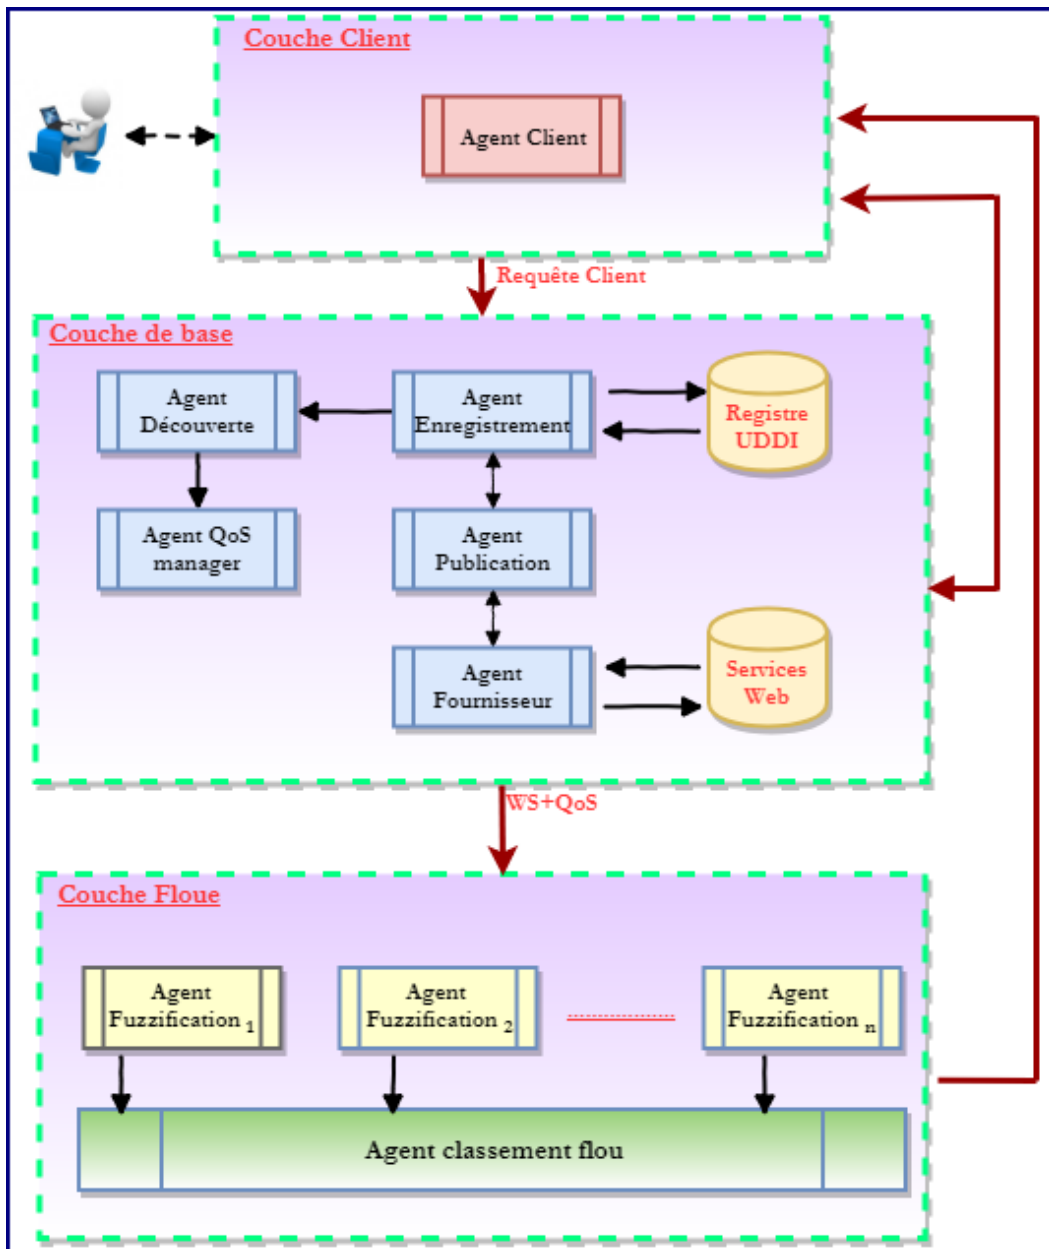 Couche Client
Agent Client
Requête Client
Couche de base
Agent
Découverte
Agent
Enregistrement
Registre
UDDI
Agent QoS
manager
Agent
Publication
Agent
Fournisseur
Services
Web
WS+QoS
Couche Floue
Agent
Fuzzification 1
Agent
Fuzzification 2
Agent
Fuzzification n
Agent classement flou